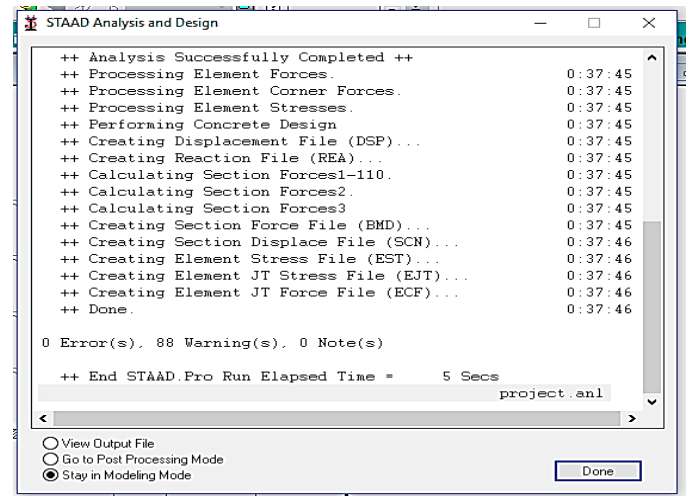 STAAD Analysis and Design
++ Analysis Successfully Completed ++
++ Processing Element Forces. 0:37:45
++ Processing Element Corner Forces. 0:37:45
++ Processing Element Stresses. 0:37:45
++ Performing Concrete Design 0:37:45
++ Creating Displacement File (DSP)... 0:37:45
++ Creating Reaction File (REA)... 0:37:45
++ Calculating Section Forces1-110. 0:37:45
++ Calculating Section Forces2. 0:37:45
++ Calculating Section Forces3 0:37:45
++ Creating Section Force File (BMD)... 0:37:45
++ Creating Section Displace File (SCN)... 0:37:46
++ Creating Element Stress File (EST)... 0:37:46
++ Creating Element JT Stress File (EJT)... 0:37:46
++ Creating Element JT Force File (ECF)... 0:37:46
++ Done. 0:37:46
0 Error(s), 88 Warning(s), 0 Note(s)
++ End STAAD.Pro Run Elapsed Time = 5 Secs
project.anl
View Output File
Go to Post Processing Mode
Stay in Modeling Mode
Done